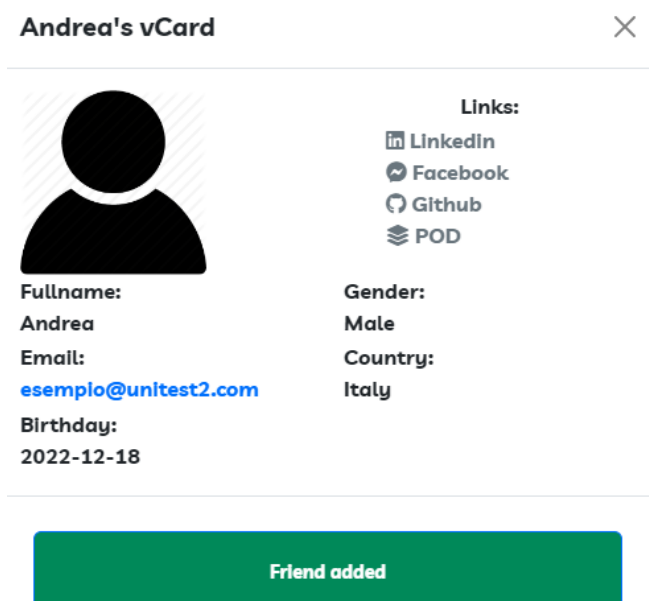 Andrea's vCard
Links:
Linkedin
Facebook
Github
POD
Fullname:
Andrea
Gender:
Male
Email:
esempio@unitest2.com
Country:
Italy
Birthday:
2022-12-18
Friend added